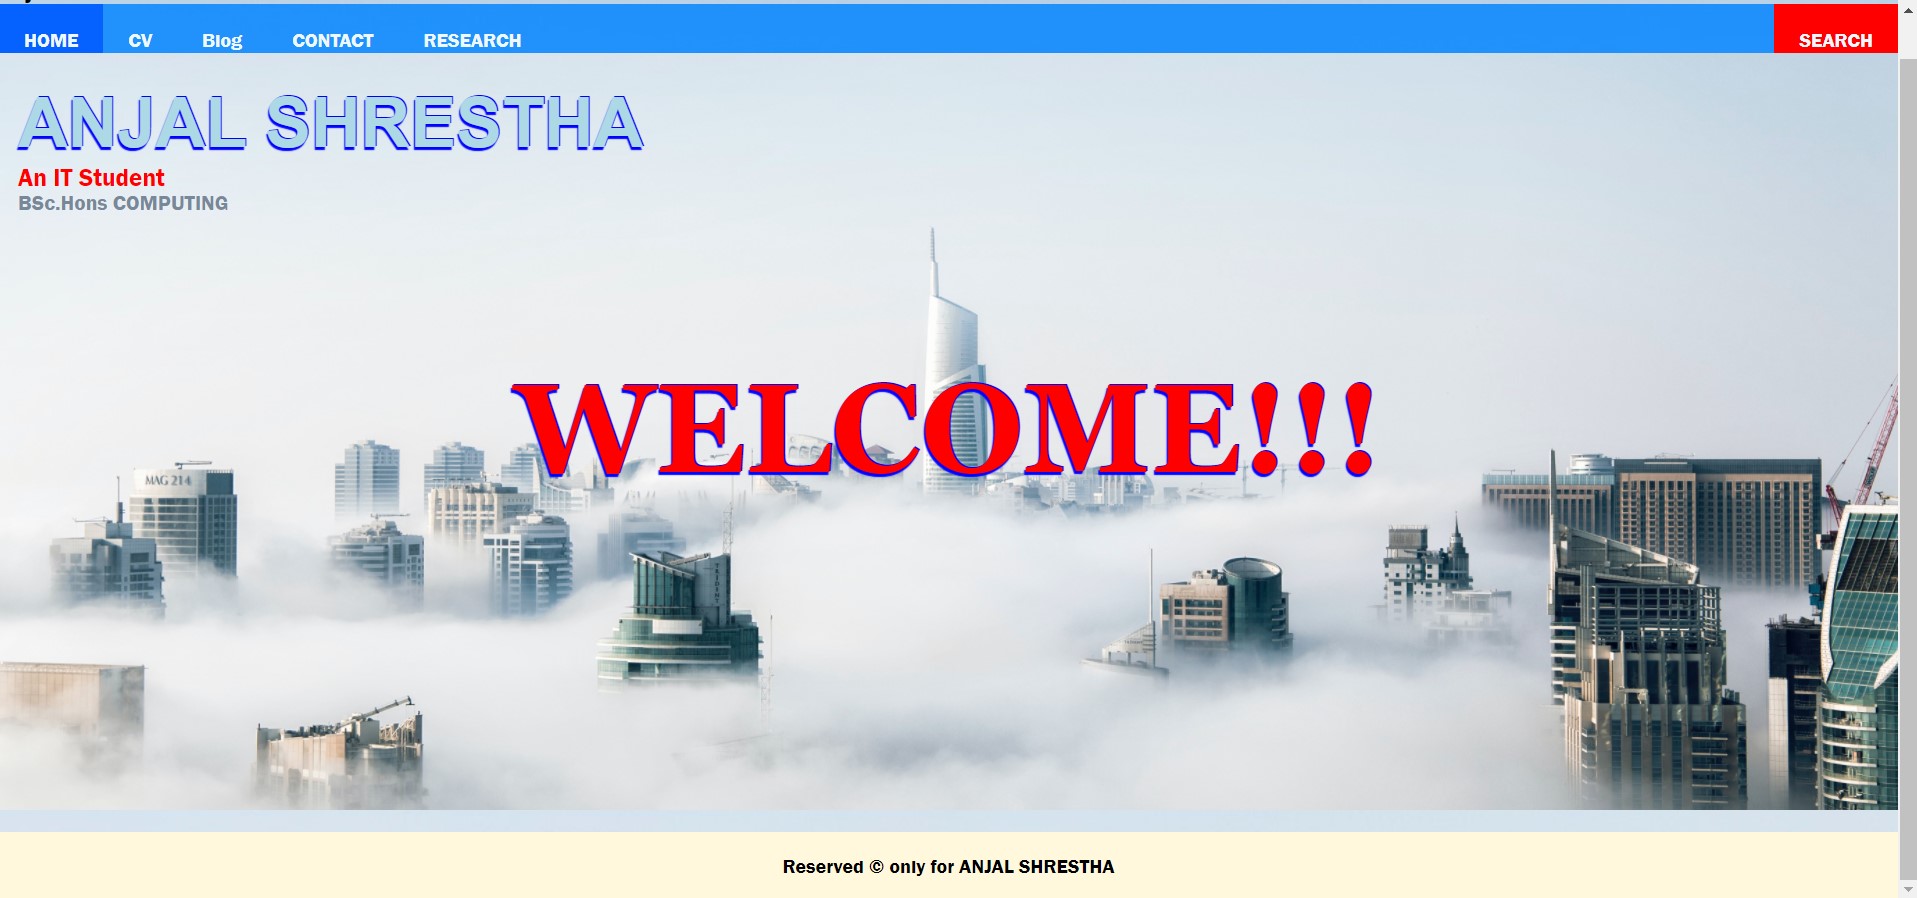 HOME CV Blog CONTACT RESEARCH SEARCH
ANJAL SHRESTHA
An IT Student
BSc.Hons COMPUTING
WELCOME!!!
MAG 214
TRIDENT
Reserved © only for ANJAL SHRESTHA